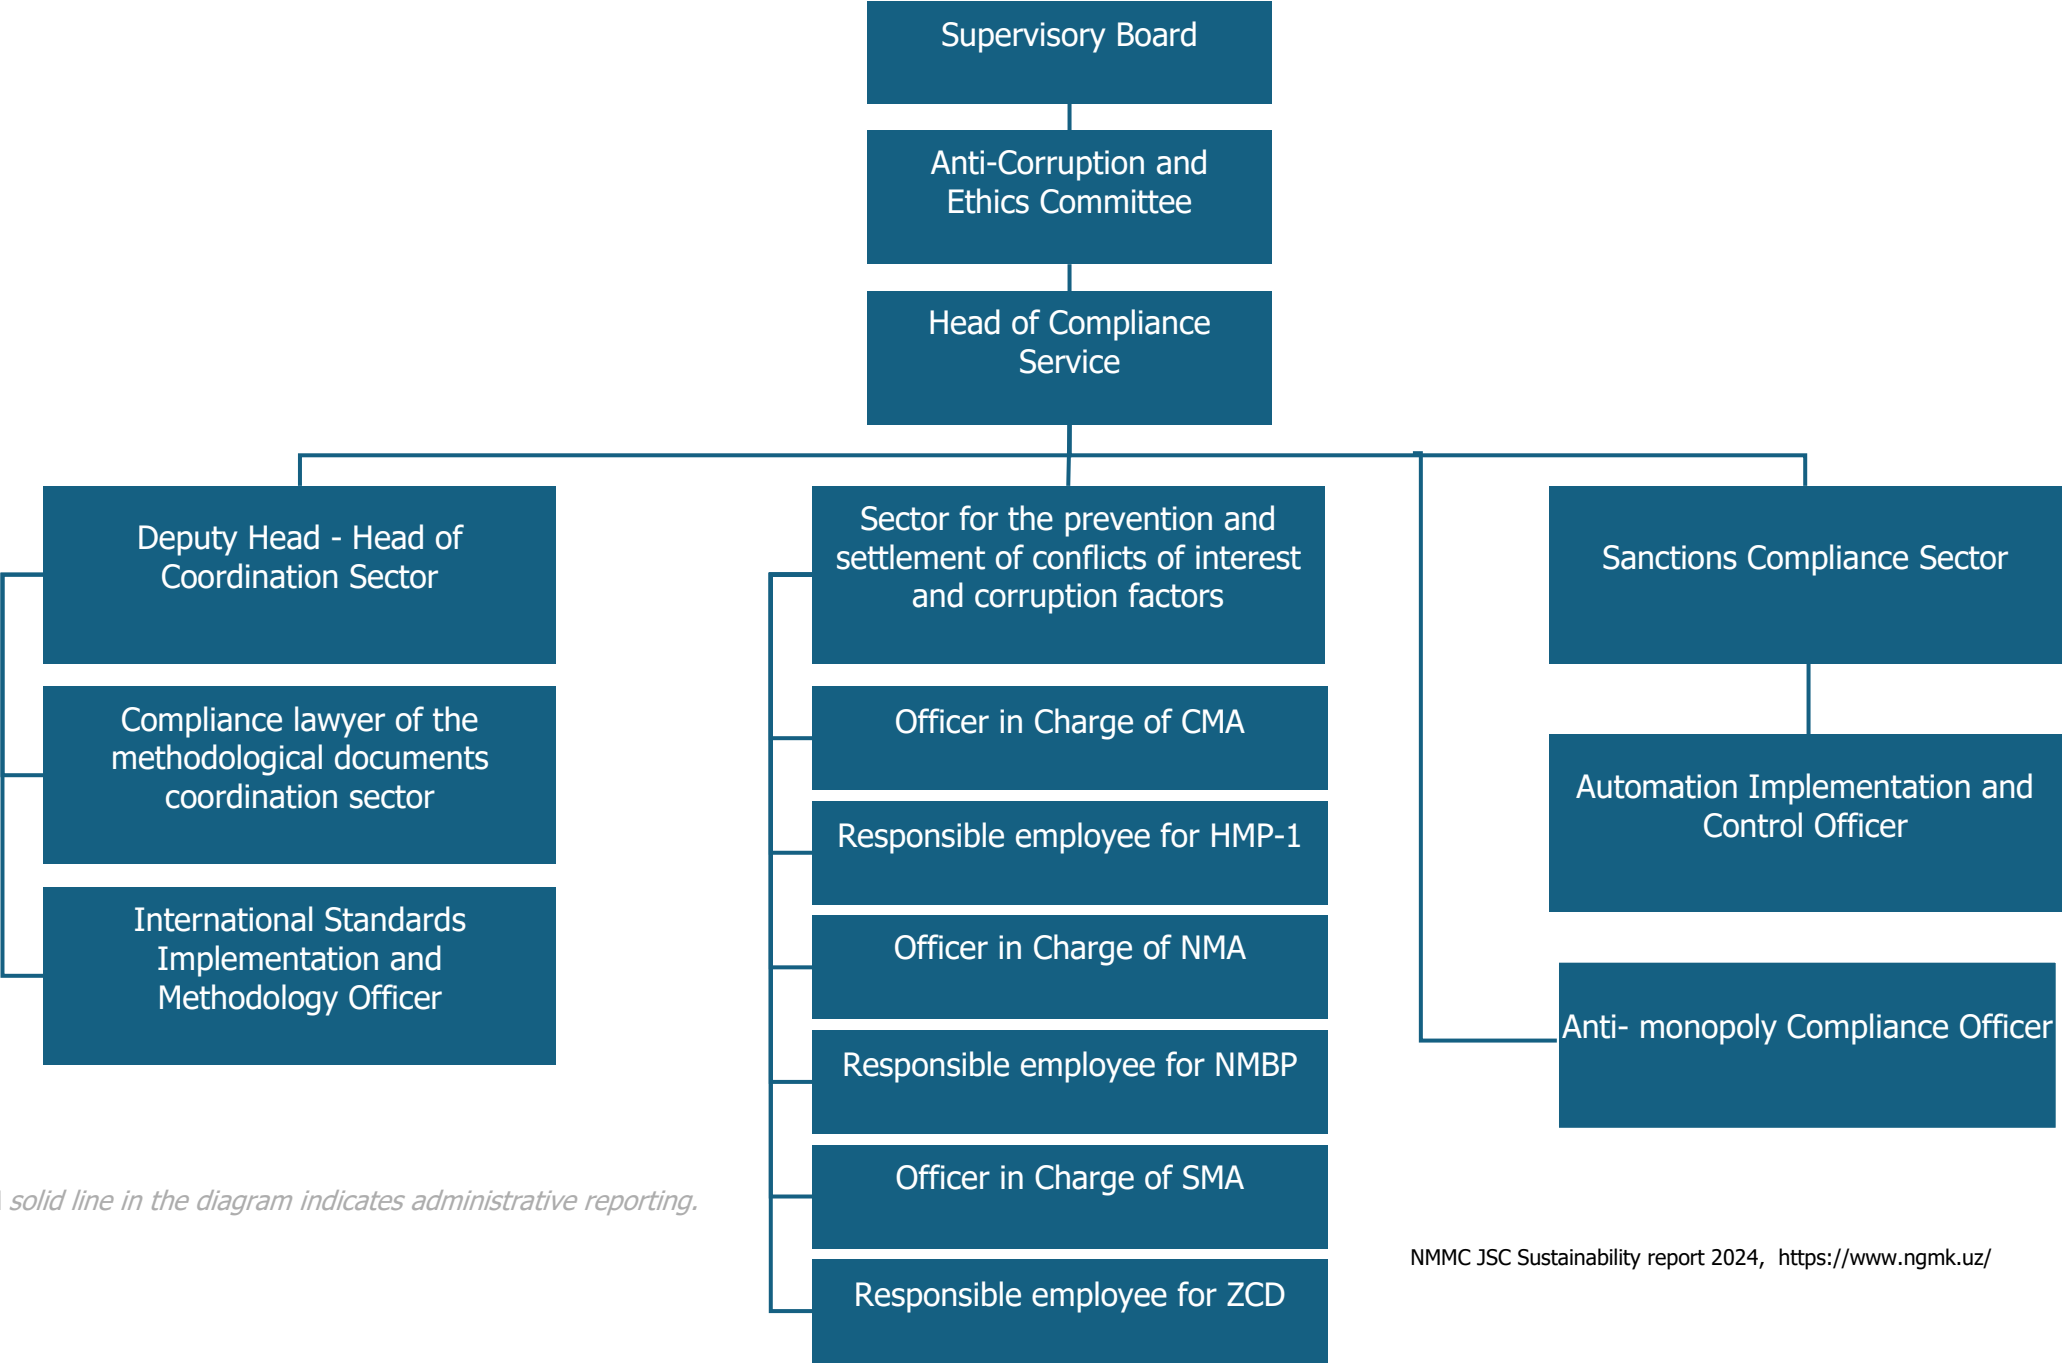 Supervisory Board
Anti-Corruption and
Ethics Committee
Head of Compliance
Service
Deputy Head - Head of
Coordination Sector
Compliance lawyer of the
methodological documents
coordination sector
International Standards
Implementation and
Methodology Officer
Sector for the prevention and
settlement of conflicts of interest
and corruption factors
Officer in Charge of CMA
Responsible employee for HMP-1
Officer in Charge of NMA
Responsible employee for NMBP
Officer in Charge of SMA
Responsible employee for ZCD
Sanctions Compliance Sector
Automation Implementation and
Control Officer
Anti- monopoly Compliance Officer
solid line in the diagram indicates administrative reporting.
NMMC JSC Sustainability report 2024, https://www.ngmk.uz/